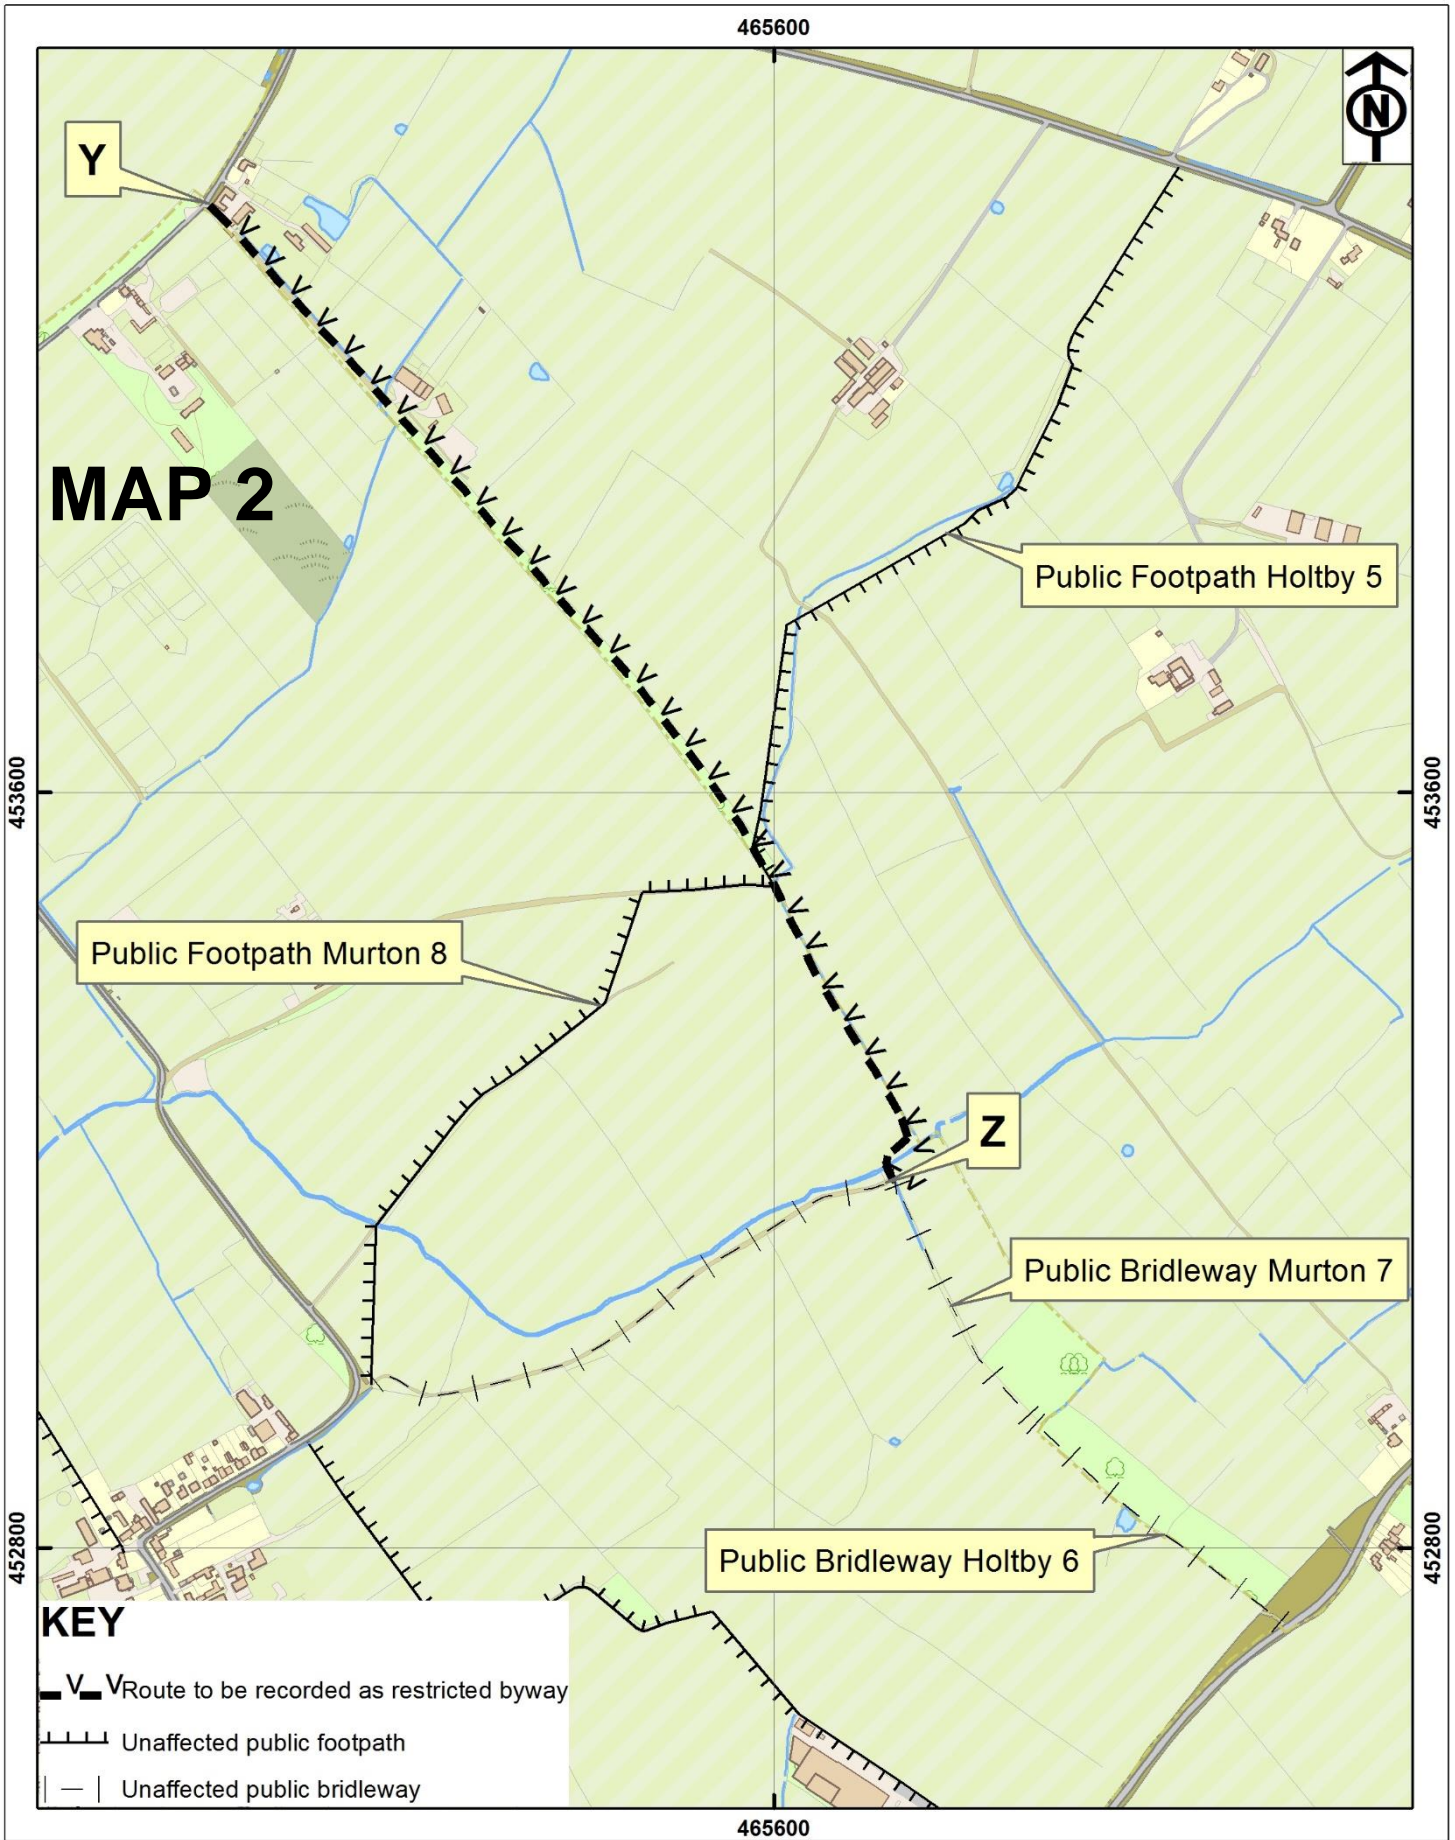 465600
N
Y
MAP 2
Public Footpath Holtby 5
453600
453600
Public Footpath Murton 8
Z
Public Bridleway Murton 7
Public Bridleway Holtby 6
452800
452800
KEY
V V Route to be recorded as restricted byway
Unaffected public footpath
Unaffected public bridleway
465600